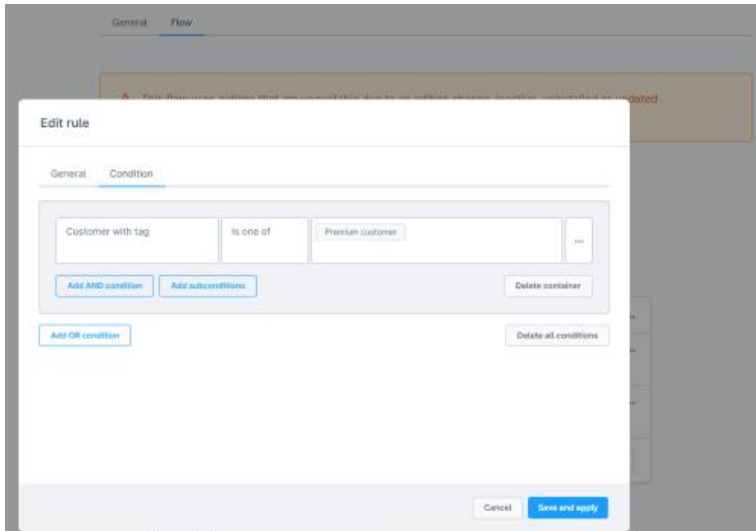 General Flow
This flow uses actions that are unavailable due to an edition change, inactive, uninstalled or updated
Edit rule
General Condition
Customer with tag Is one of Premium customer ...
Add AND condition Add subconditions Delete container
Add OR condition Delete all conditions
Cancel Save and apply